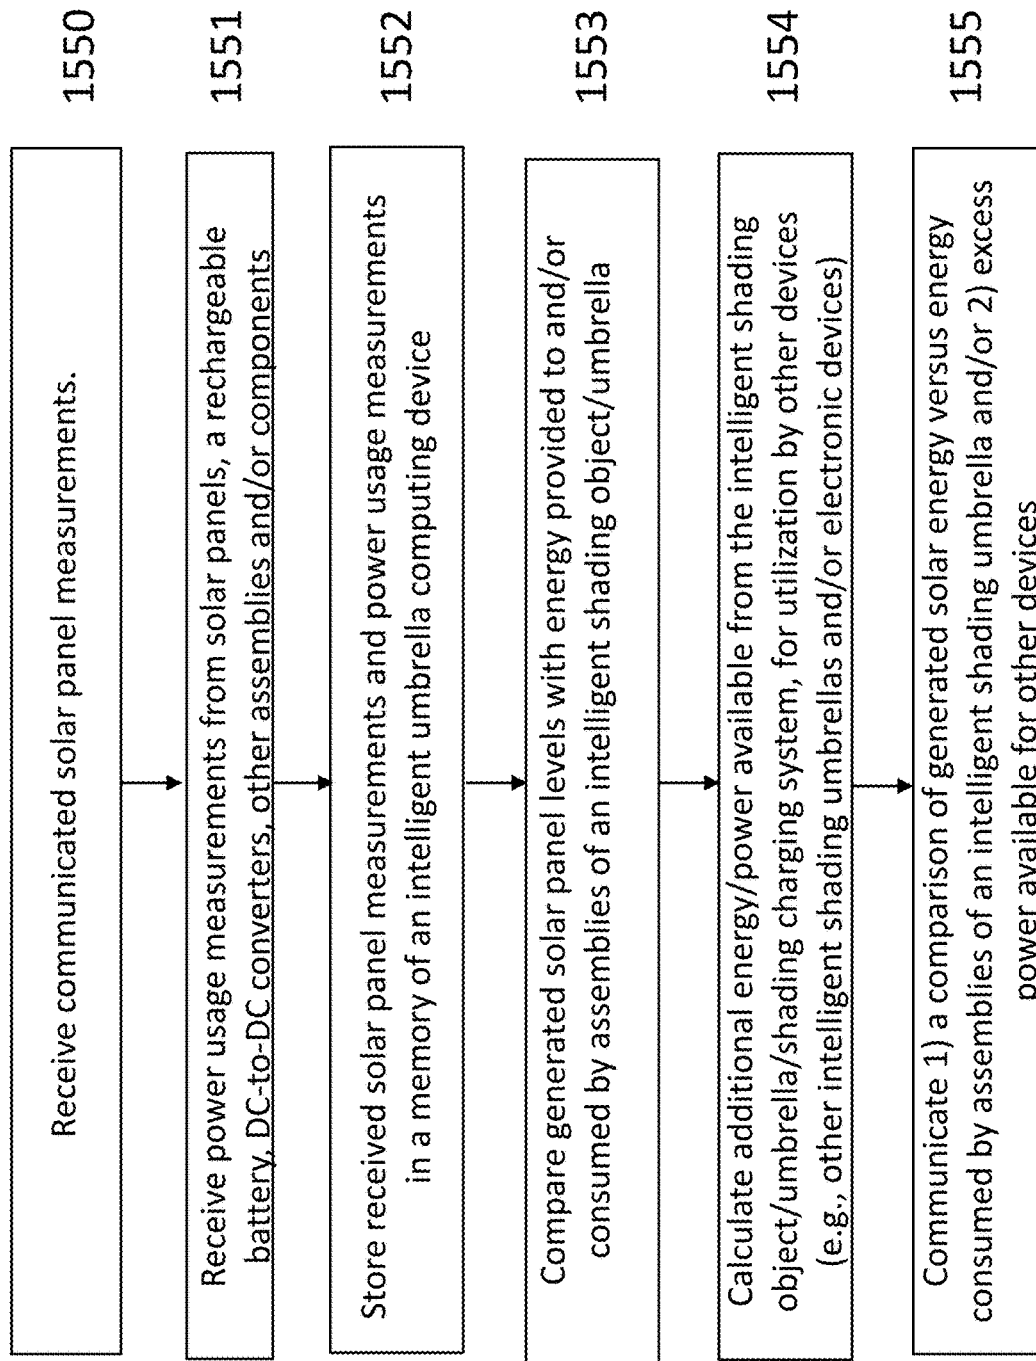 Receive communicated solar panel measurements.
1550
Receive power usage measurements from solar panels, a rechargeable
battery, DC-to-DC converters, other assemblies and/or components
1551
Store received solar panel measurements and power usage measurements
in a memory of an intelligent umbrella computing device
1552
Compare generated solar panel levels with energy provided to and/or
consumed by assemblies of an intelligent shading object/umbrella
1553
Calculate additional energy/power available from the intelligent shading
object/umbrella/shading charging system, for utilization by other devices
(e.g., other intelligent shading umbrellas and/or electronic devices)
1554
Communicate 1) a comparison of generated solar energy versus energy
consumed by assemblies of an intelligent shading umbrella and/or 2) excess
power available for other devices
1555